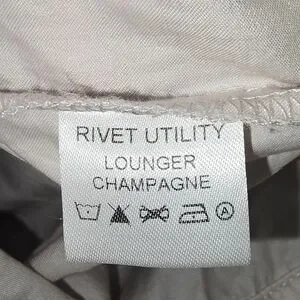 RIVET UTILITY
LOUNGER
CHAMPAGNE
A